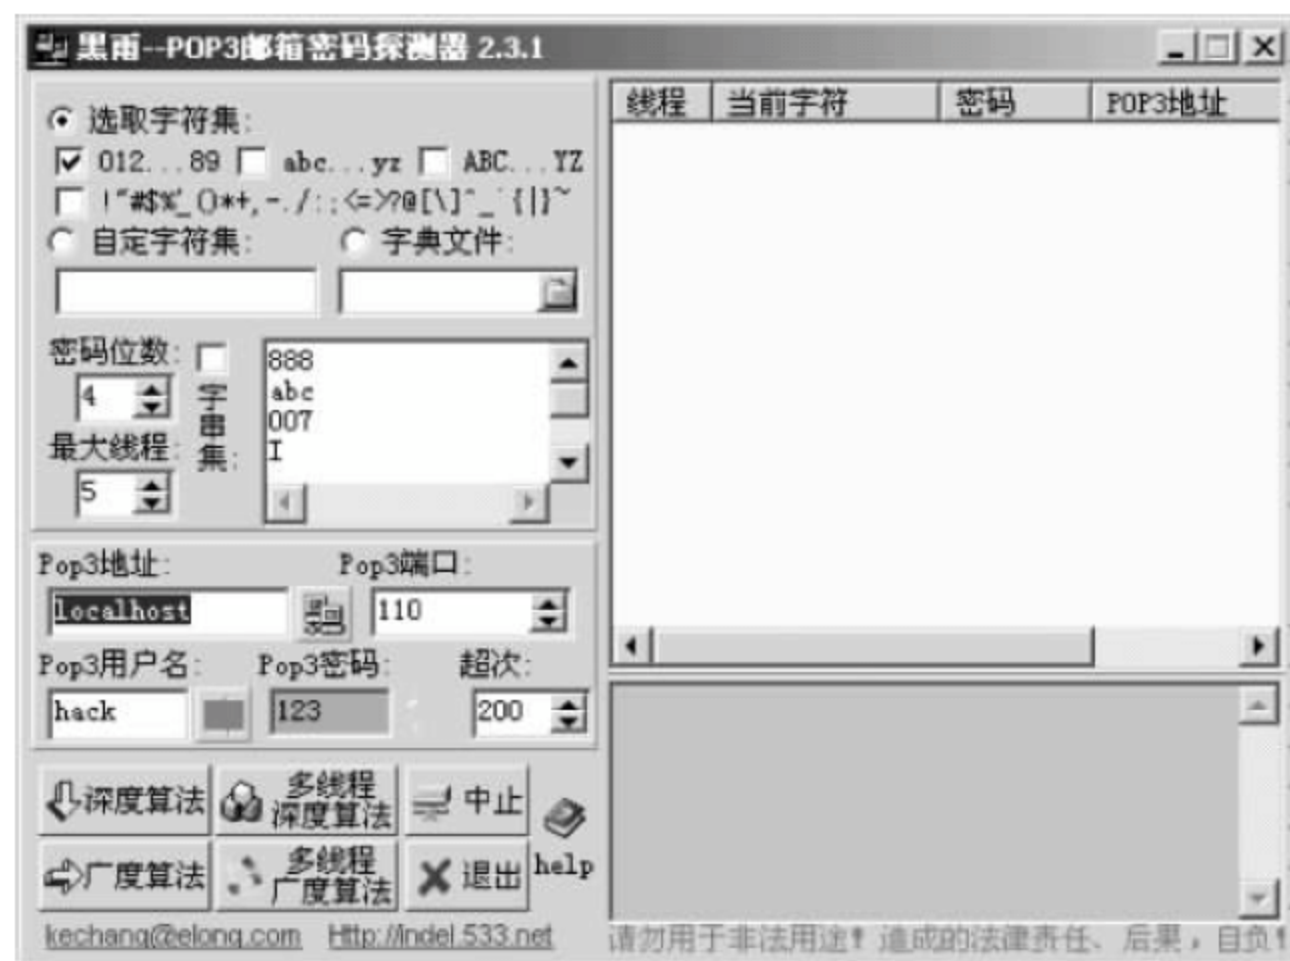 黑雨--POP3邮箱密码探测器 2.3.1
选取字符集:
012...89 abc...yz ABC...YZ
!"#$%'_()*+,-./:;<=>?@[\]^_`{|}~
自定字符集: 字典文件:
密码位数:
4
最大线程:
5
字串集:
888
abc
007
I
Pop3地址: Pop3端口:
localhost 110
Pop3用户名: Pop3密码: 超次:
hack 123 200
深度算法 多线程深度算法 中止
广度算法 多线程广度算法 退出 help
kechang@elong.com Http://indel.533.net
线程 当前字符 密码 POP3地址
请勿用于非法用途! 造成的法律责任、后果,自负!